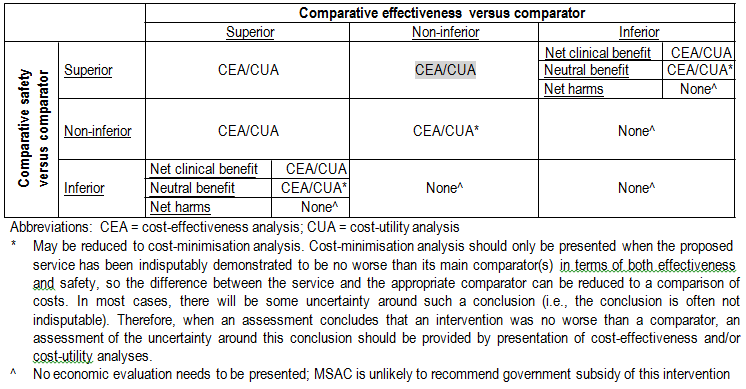 Comparative effectiveness versus comparator
Superior Non-inferior Inferior
Comparative safety
versus comparator
Superior CEA/CUA CEA/CUA Net clinical benefit CEA/CUA
Neutral benefit CEA/CUA*
Net harms None^
Non-inferior CEA/CUA CEA/CUA* None^
Inferior Net clinical benefit CEA/CUA None^ None^
Neutral benefit CEA/CUA*
Net harms None^
Abbreviations: CEA = cost-effectiveness analysis; CUA = cost-utility analysis
* May be reduced to cost-minimisation analysis. Cost-minimisation analysis should only be presented when the proposed
service has been indisputably demonstrated to be no worse than its main comparator(s) in terms of both effectiveness
and safety, so the difference between the service and the appropriate comparator can be reduced to a comparison of
costs. In most cases, there will be some uncertainty around such a conclusion (i.e., the conclusion is often not
indisputable). Therefore, when an assessment concludes that an intervention was no worse than a comparator, an
assessment of the uncertainty around this conclusion should be provided by presentation of cost-effectiveness and/or
cost-utility analyses.
^ No economic evaluation needs to be presented; MSAC is unlikely to recommend government subsidy of this intervention